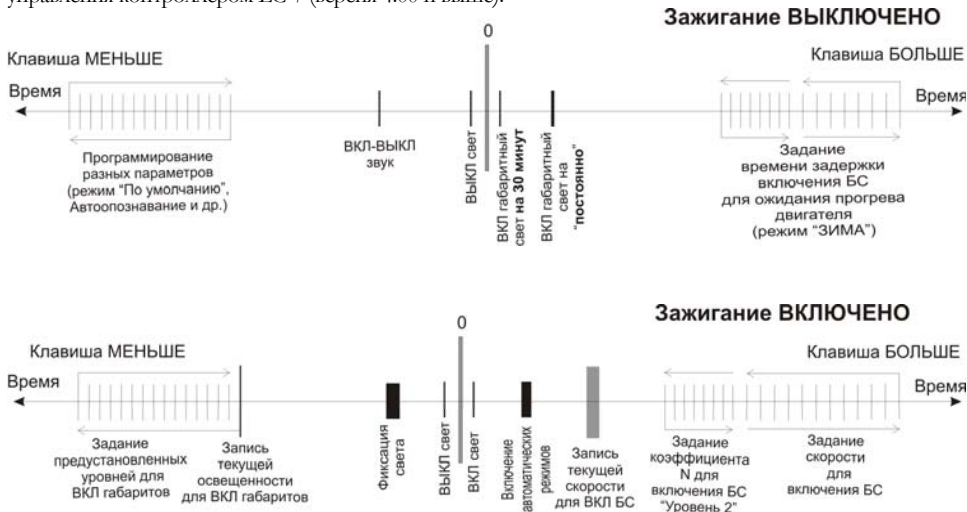 управления контроллером
(версия 4.00 и выше).
Зажигание ВЫКЛЮЧЕНО
0
Клавиша МЕНЬШЕ
Клавиша БОЛЬШЕ
Время
Время
Программирование
разных параметров
(режим "По умолчанию",
Автоопознавание и др.)
ВКЛ-ВЫКЛ
звук
ВЫКЛ свет
ВКЛ габаритный
свет на 30 минут
ВКЛ габаритный
свет на
"постоянно"
Задание
времени задержки
включения БС
для ожидания прогрева
двигателя
(режим "ЗИМА")
Зажигание ВКЛЮЧЕНО
0
Клавиша МЕНЬШЕ
Клавиша БОЛЬШЕ
Время
Время
Задание
предустановленных
уровней для
ВКЛ габаритов
Запись
текущей
освещенности
для ВКЛ габаритов
Фиксация
света
ВЫКЛ свет
ВКЛ свет
Включение
автоматических
режимов
Запись
текущей
скорости
для ВКЛ БС
Задание
коэффициента
N для
включения БС
"Уровень 2"
Задание
скорости
для
включения БС